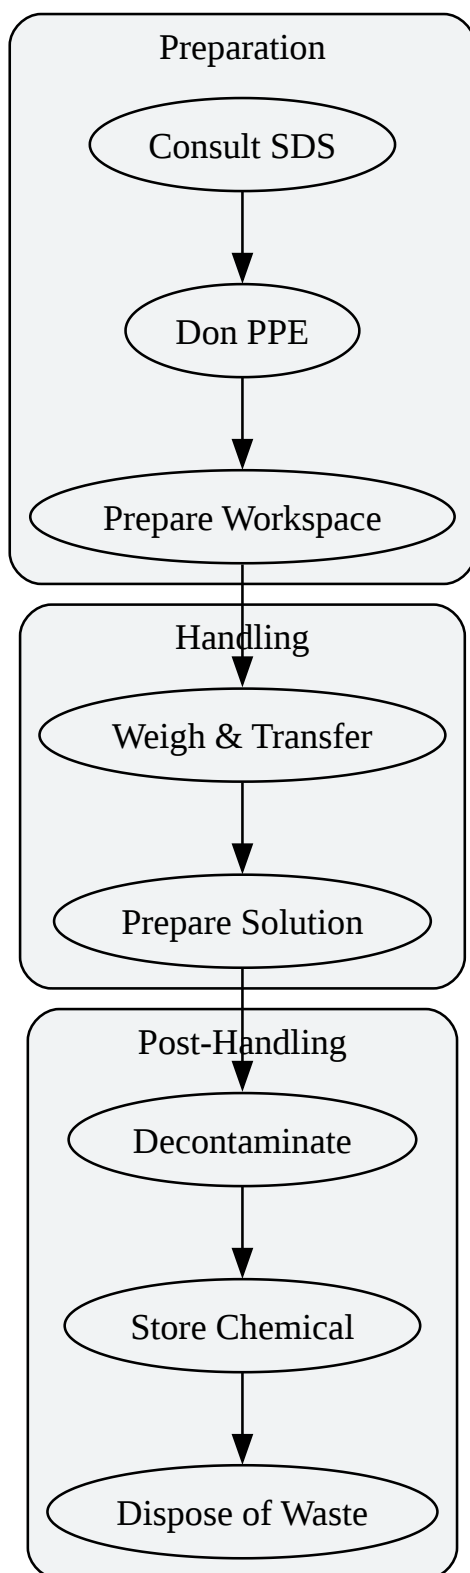 Preparation
Consult SDS
Don PPE
Prepare Workspace
Handling
Weigh & Transfer
Prepare Solution
Post-Handling
Decontaminate
Store Chemical
Dispose of Waste